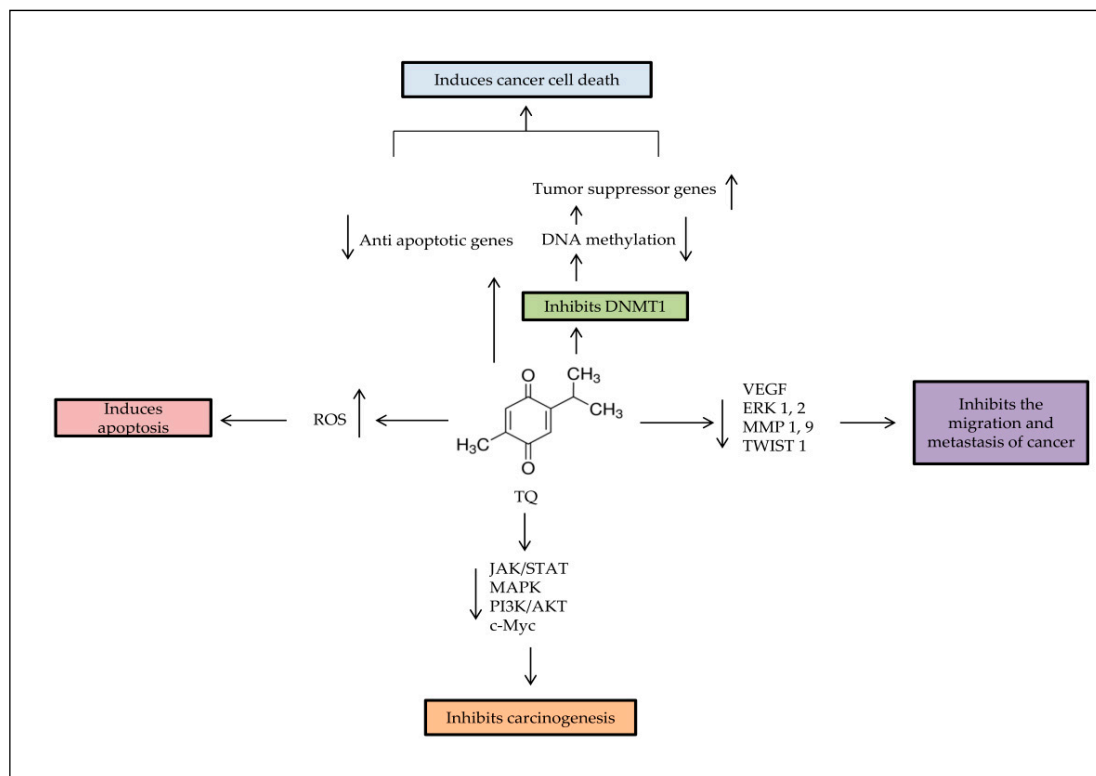 Induces cancer cell death
Tumor suppressor genes
Anti apoptotic genes
DNA methylation
Inhibits DNMT1
O
CH₃
CH₃
H₃C
O
TQ
Induces
apoptosis
ROS
VEGF
ERK 1, 2
MMP 1, 9
TWIST 1
Inhibits the
migration and
metastasis of cancer
JAK/STAT
MAPK
PI3K/AKT
c-Myc
Inhibits carcinogenesis